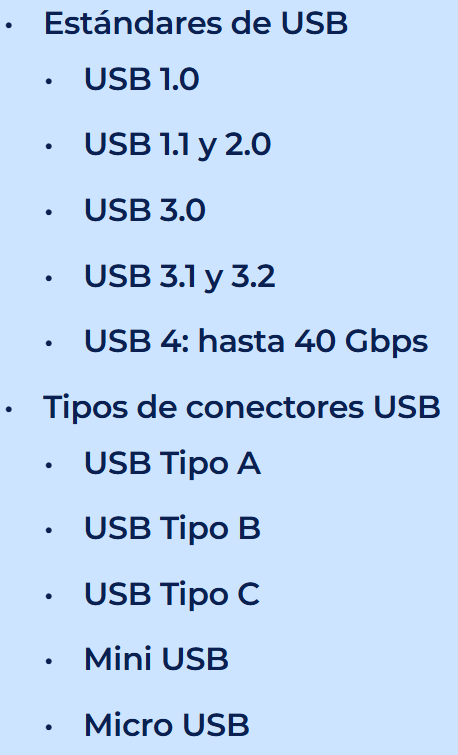 • Estándares de USB
• USB 1.0
• USB 1.1 y 2.0
• USB 3.0
• USB 3.1 y 3.2
• USB 4: hasta 40 Gbps
• Tipos de conectores USB
• USB Tipo A
• USB Tipo B
• USB Tipo C
• Mini USB
• Micro USB